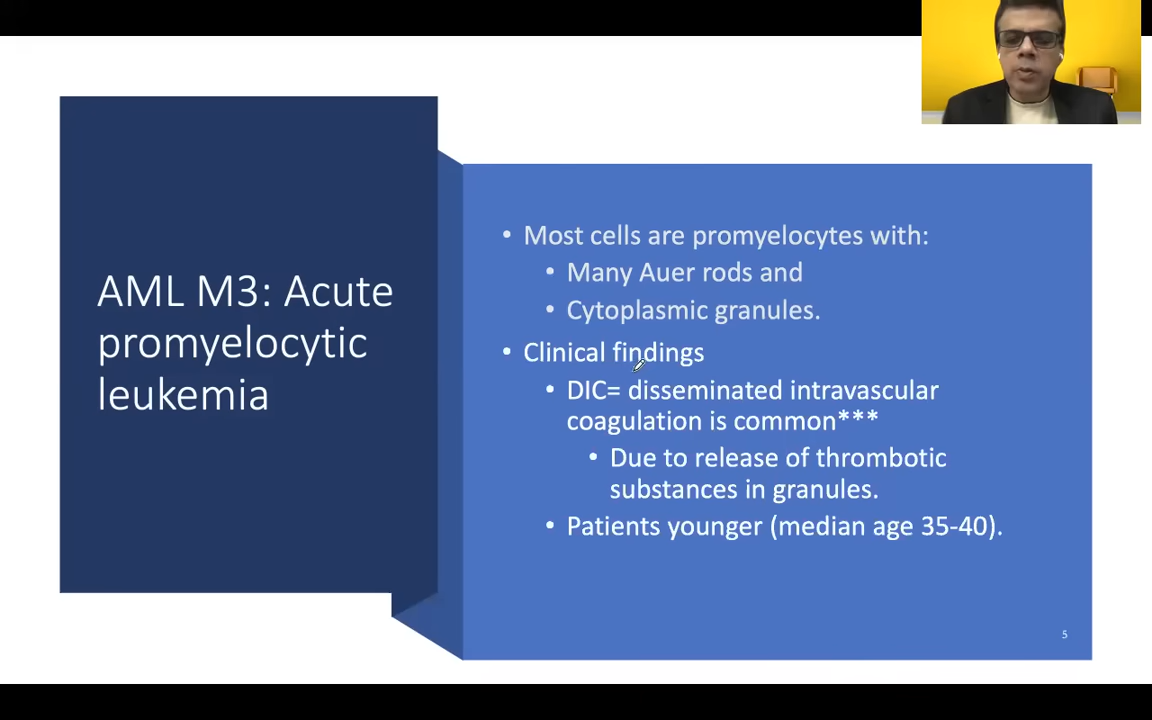 AML M3: Acute
promyelocytic
leukemia
• Most cells are promyelocytes with:
• Many Auer rods and
• Cytoplasmic granules.
• Clinical findings
• DIC= disseminated intravascular
coagulation is common***
• Due to release of thrombotic
substances in granules.
• Patients younger (median age 35-40).
5